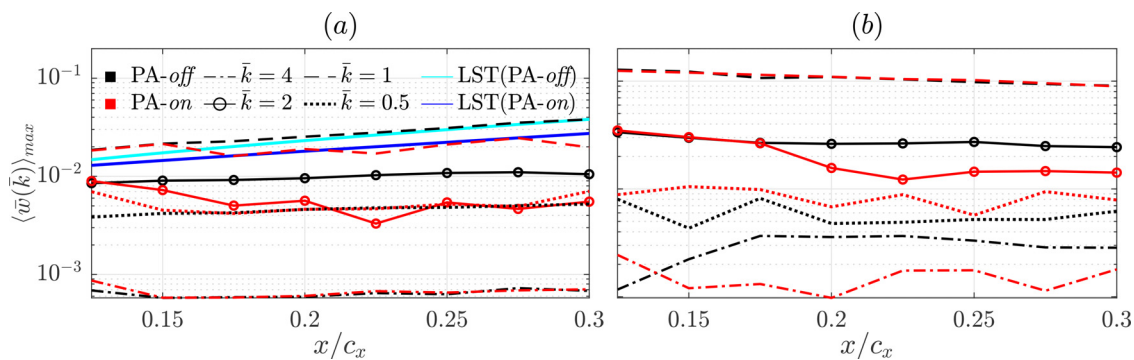 (a)
(b)
PA-off k̄ = 4 k̄ = 1 LST(PA-off)
PA-on k̄ = 2 k̄ = 0.5 LST(PA-on)
10⁻¹
10⁻²
10⁻³
⟨w̄(k̄)⟩max
0.15 0.2 0.25 0.3
0.15 0.2 0.25 0.3
x/cₓ
x/cₓ